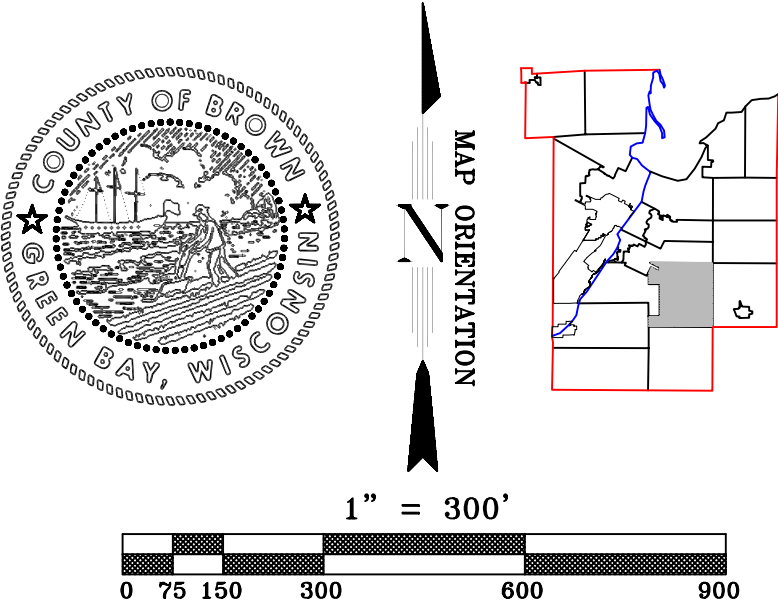 COUNTY OF BROWN
GREEN BAY, WISCONSIN
MAP ORIENTATION
N
1" = 300'
0 75 150 300 600 900